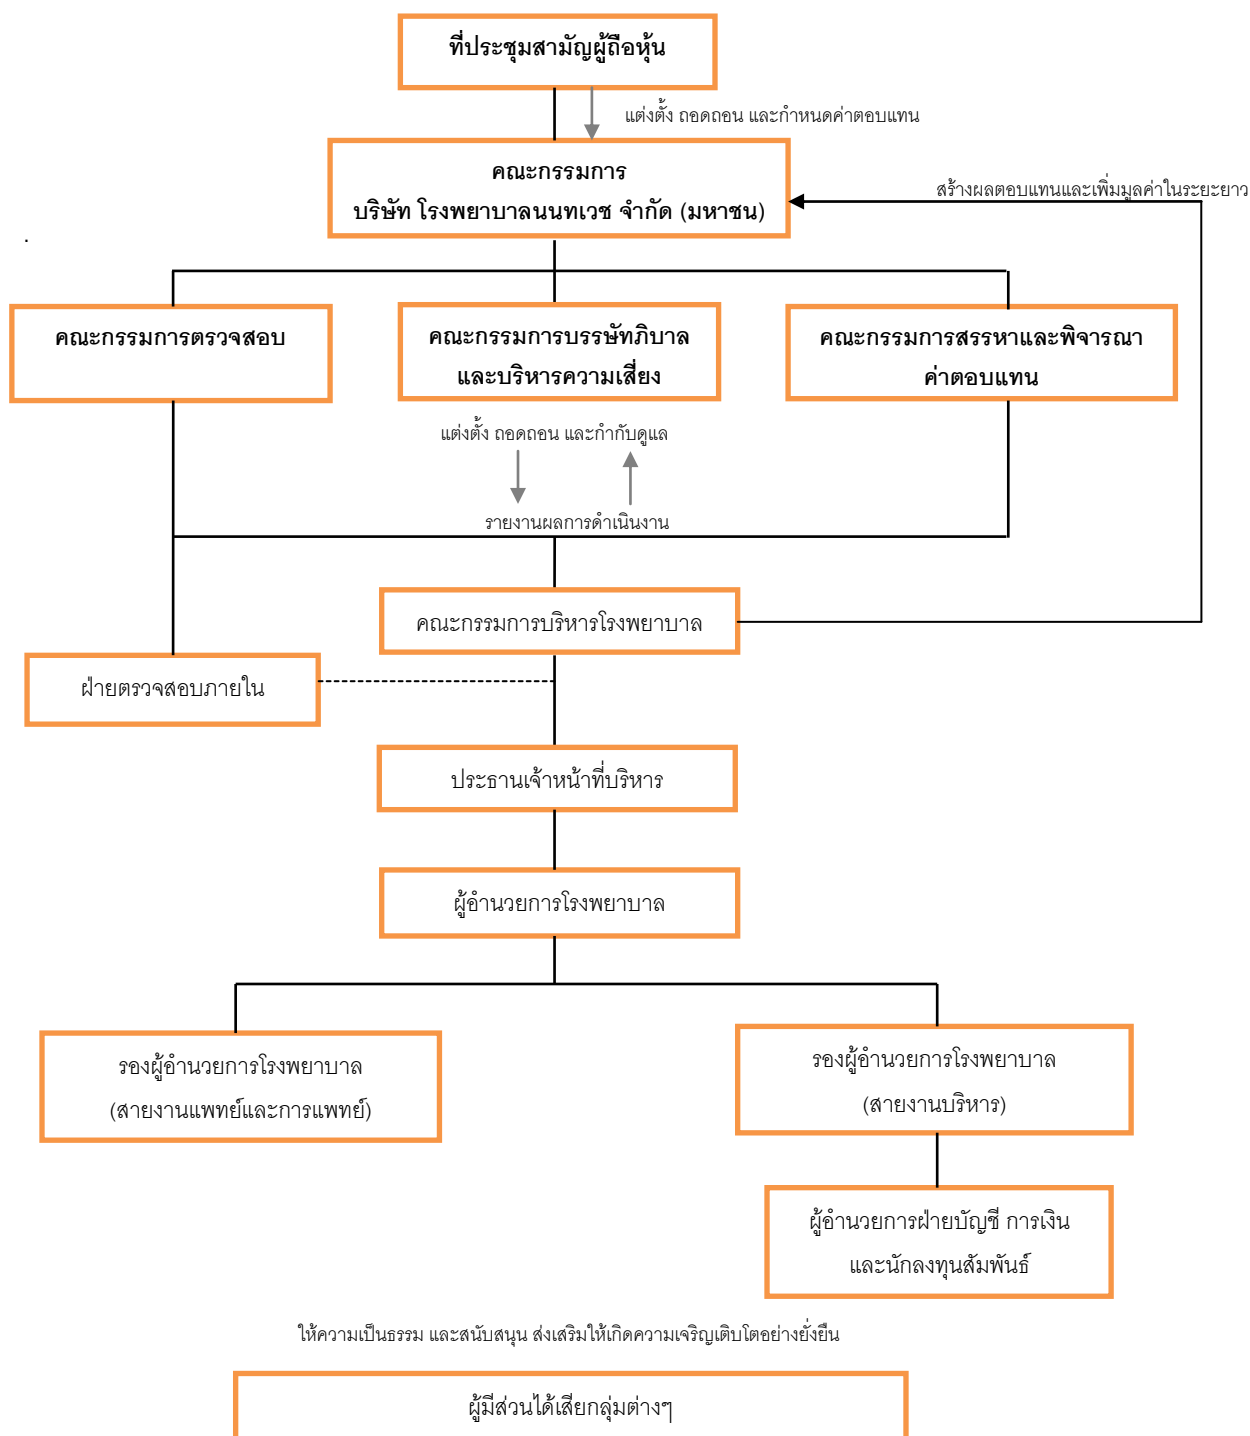 ที่ประชุมสามัญผู้ถือหุ้น
แต่งตั้ง ถอดถอน และกำหนดค่าตอบแทน
คณะกรรมการ
บริษัท โรงพยาบาลนนทเวช จำกัด (มหาชน)
สร้างผลตอบแทนและเพิ่มมูลค่าในระยะยาว
.
คณะกรรมการตรวจสอบ
คณะกรรมการบรรษัทภิบาล
และบริหารความเสี่ยง
คณะกรรมการสรรหาและพิจารณา
ค่าตอบแทน
แต่งตั้ง ถอดถอน และกำกับดูแล
รายงานผลการดำเนินงาน
คณะกรรมการบริหารโรงพยาบาล
ฝ่ายตรวจสอบภายใน
ประธานเจ้าหน้าที่บริหาร
ผู้อำนวยการโรงพยาบาล
รองผู้อำนวยการโรงพยาบาล
(สายงานแพทย์และการแพทย์)
รองผู้อำนวยการโรงพยาบาล
(สายงานบริหาร)
ผู้อำนวยการฝ่ายบัญชี การเงิน
และนักลงทุนสัมพันธ์
ให้ความเป็นธรรม และสนับสนุน ส่งเสริมให้เกิดความเจริญเติบโตอย่างยั่งยืน
ผู้มีส่วนได้เสียกลุ่มต่างๆ